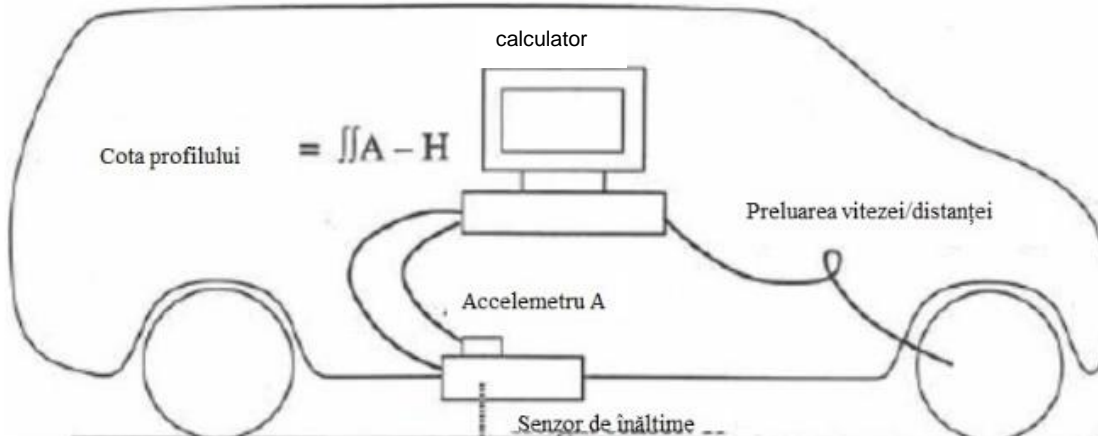 calculator
Cota profilului = ∬A – H
Preluarea vitezei/distanței
Accelemetru A
Senzor de înălțime